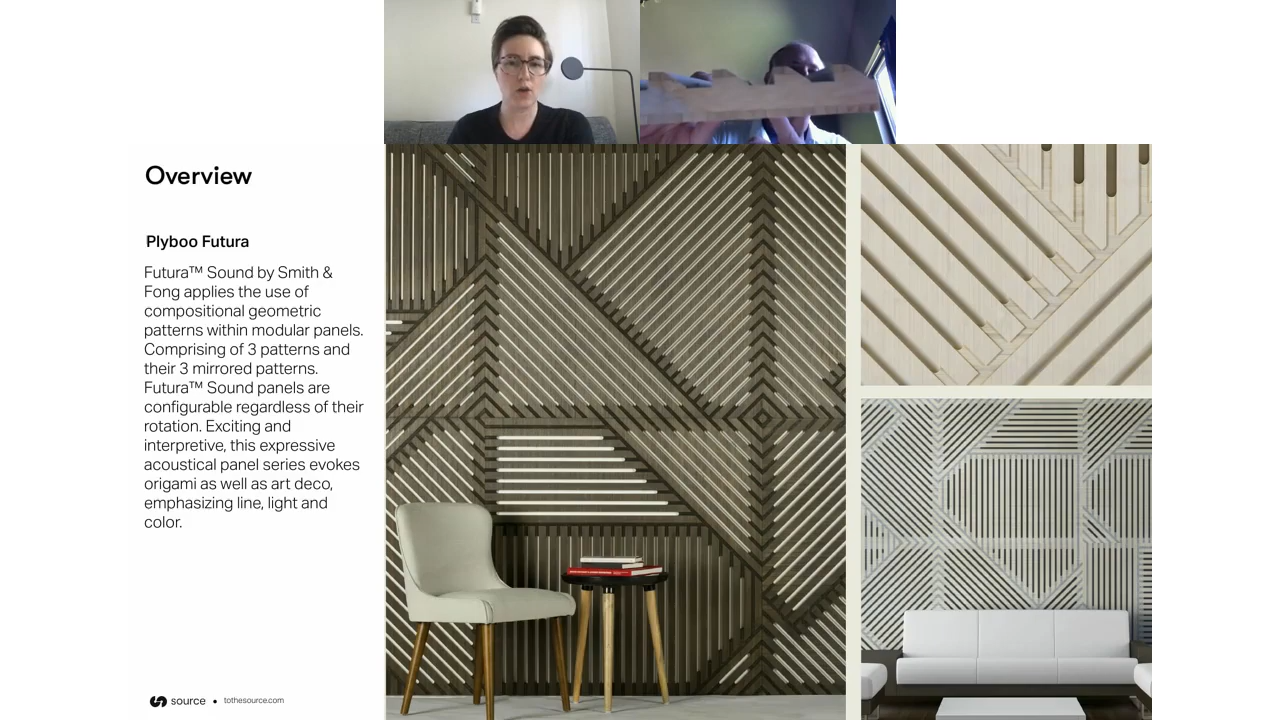 Overview
Plyboo Futura
Futura™ Sound by Smith &
Fong applies the use of
compositional geometric
patterns within modular panels.
Comprising of 3 patterns and
their 3 mirrored patterns.
Futura™ Sound panels are
configurable regardless of their
rotation. Exciting and
interpretive, this expressive
acoustical panel series evokes
origami as well as art deco,
emphasizing line, light and
color.
source • tothesource.com